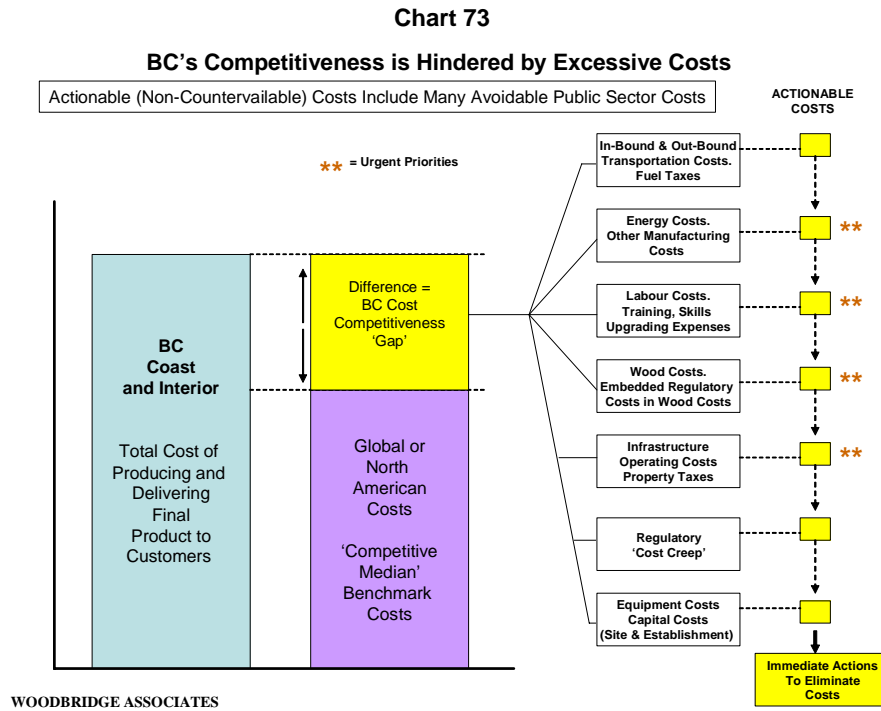 Chart 73
BC's Competitiveness is Hindered by Excessive Costs
Actionable (Non-Countervailable) Costs Include Many Avoidable Public Sector Costs
ACTIONABLE
COSTS
** = Urgent Priorities
BC
Coast
and Interior
Total Cost of
Producing and
Delivering
Final
Product to
Customers
Difference =
BC Cost
Competitiveness
'Gap'
Global or
North
American
Costs
'Competitive
Median'
Benchmark
Costs
In-Bound & Out-Bound
Transportation Costs.
Fuel Taxes
Energy Costs.
Other Manufacturing
Costs
**
Labour Costs.
Training, Skills
Upgrading Expenses
**
Wood Costs.
Embedded Regulatory
Costs in Wood Costs
**
Infrastructure
Operating Costs
Property Taxes
**
Regulatory
'Cost Creep'
Equipment Costs
Capital Costs
(Site & Establishment)
Immediate Actions
To Eliminate
Costs
WOODBRIDGE ASSOCIATES